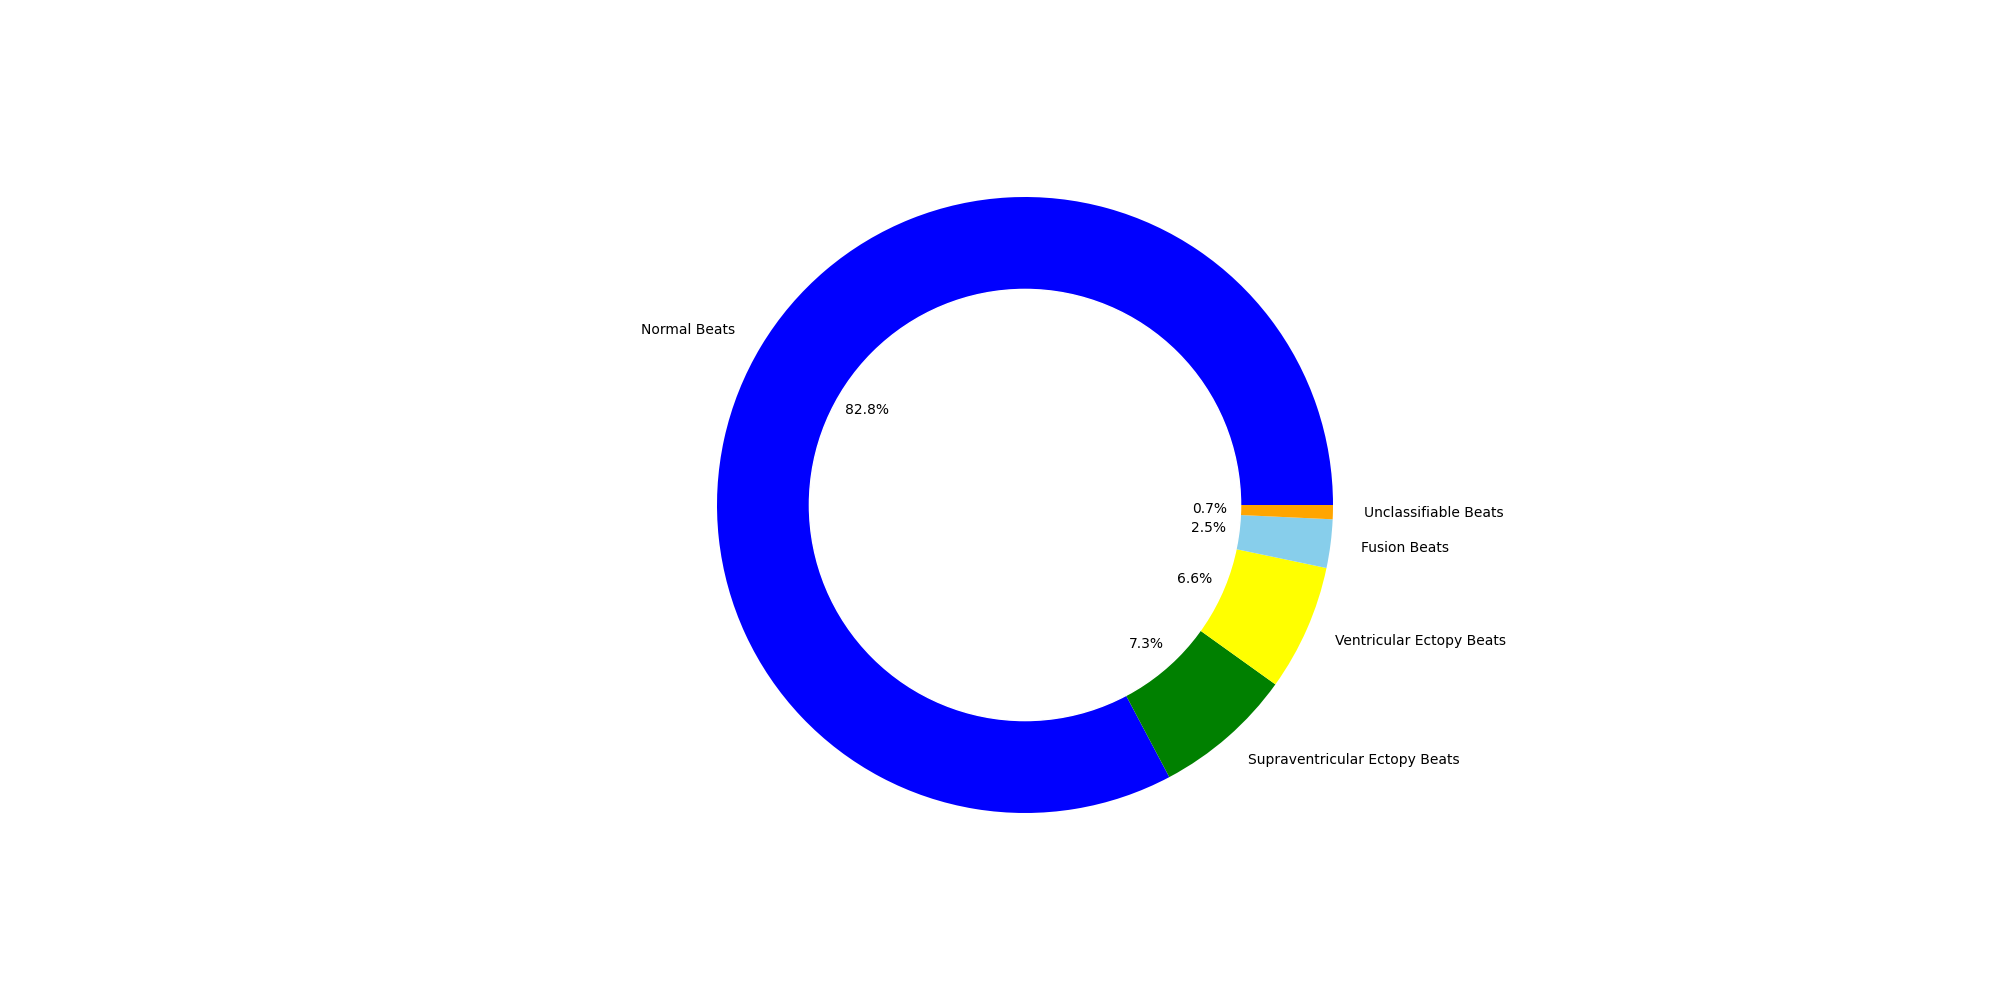 Normal Beats
82.8%
0.7%
Unclassifiable Beats
2.5%
Fusion Beats
6.6%
Ventricular Ectopy Beats
7.3%
Supraventricular Ectopy Beats